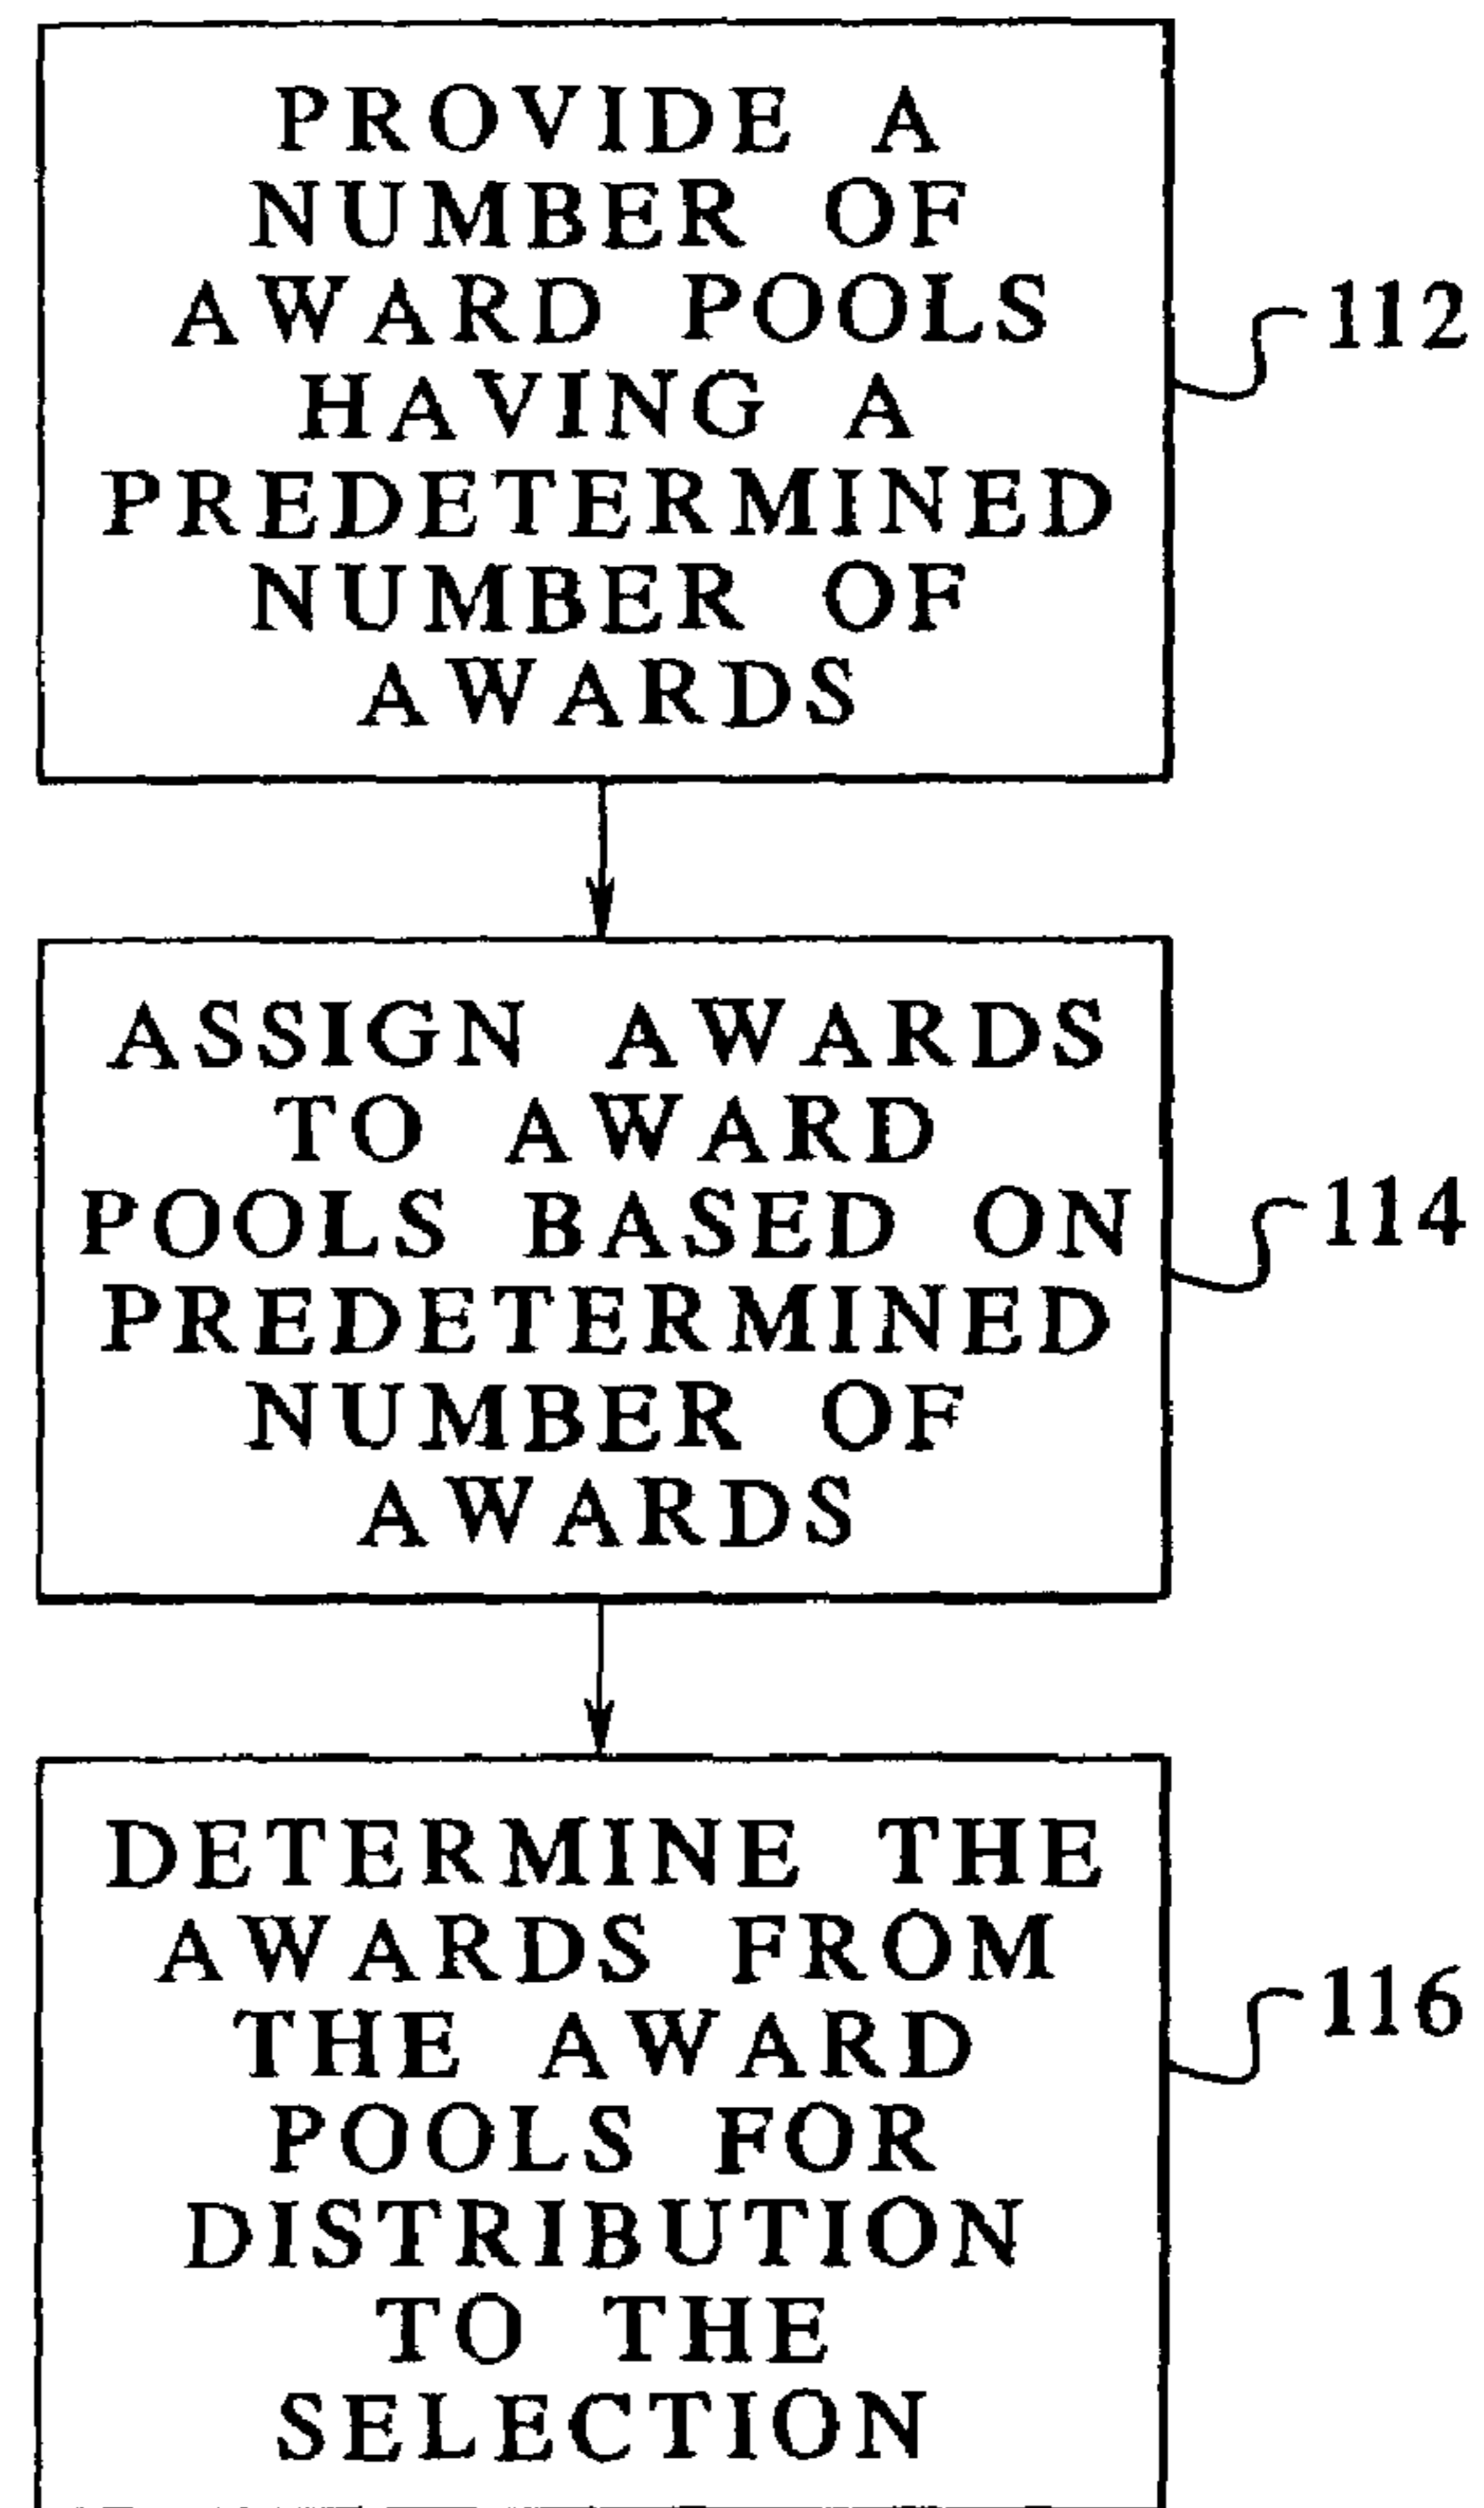 PROVIDE A
NUMBER OF
AWARD POOLS
HAVING A
PREDETERMINED
NUMBER OF
AWARDS
112
ASSIGN AWARDS
TO AWARD
POOLS BASED ON
PREDETERMINED
NUMBER OF
AWARDS
114
DETERMINE THE
AWARDS FROM
THE AWARD
POOLS FOR
DISTRIBUTION
TO THE
SELECTION
116